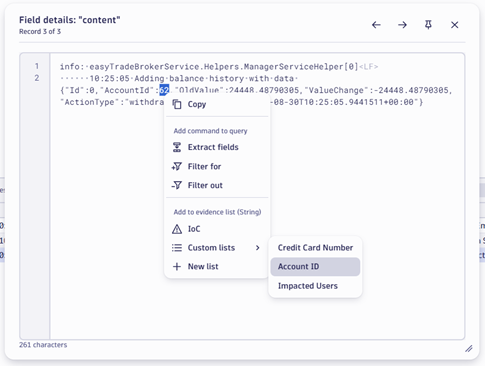 Field details: "content"
Record 3 of 3
1 info:·easyTradeBrokerService.Helpers.ManagerServiceHelper[0]<LF>
2 ······10:25:05·Adding·balance·history·with·data·
{"Id":0,"AccountId":62,"OldValue":24448.48790305,"ValueChange":-24448.48790305,
"ActionType":"withdra -08-30T10:25:05.9441511+00:00"}
Copy
Add command to query
Extract fields
Filter for
Filter out
Add to evidence list (String)
IoC
Custom lists
New list
Credit Card Number
Account ID
Impacted Users
261 characters